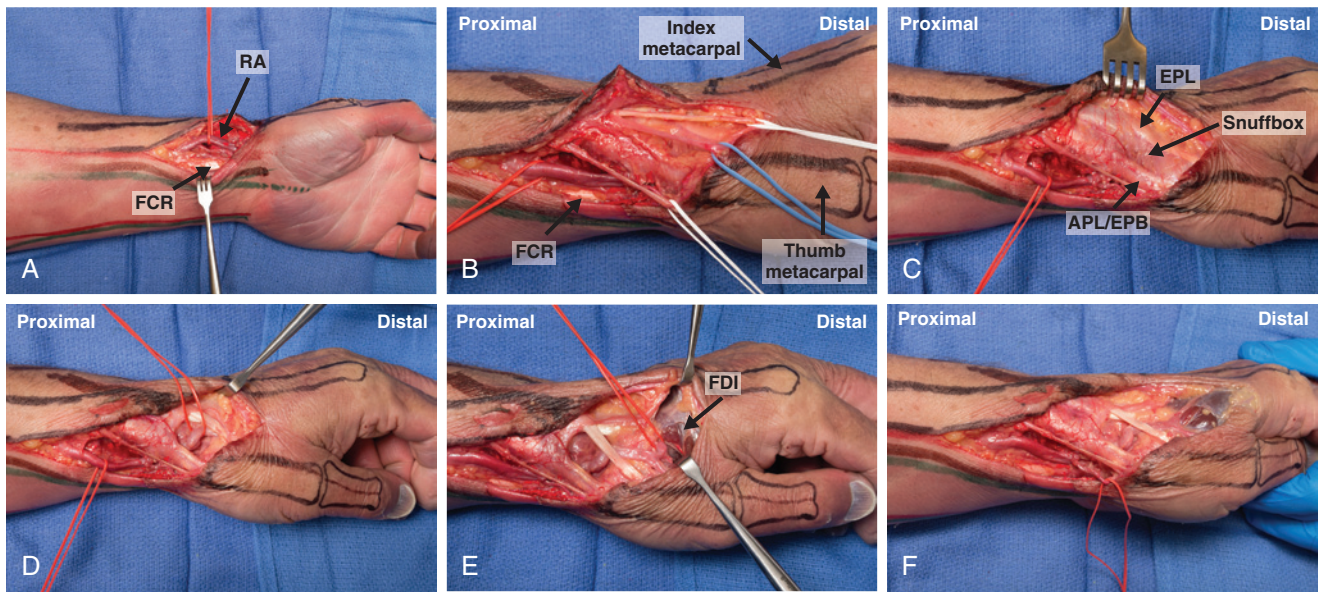 RA
FCR
A
Proximal
Distal
Index
metacarpal
FCR
Thumb
metacarpal
B
Proximal
Distal
EPL
Snuffbox
APL/EPB
C
Proximal
Distal
D
Proximal
Distal
FDI
E
Proximal
Distal
F